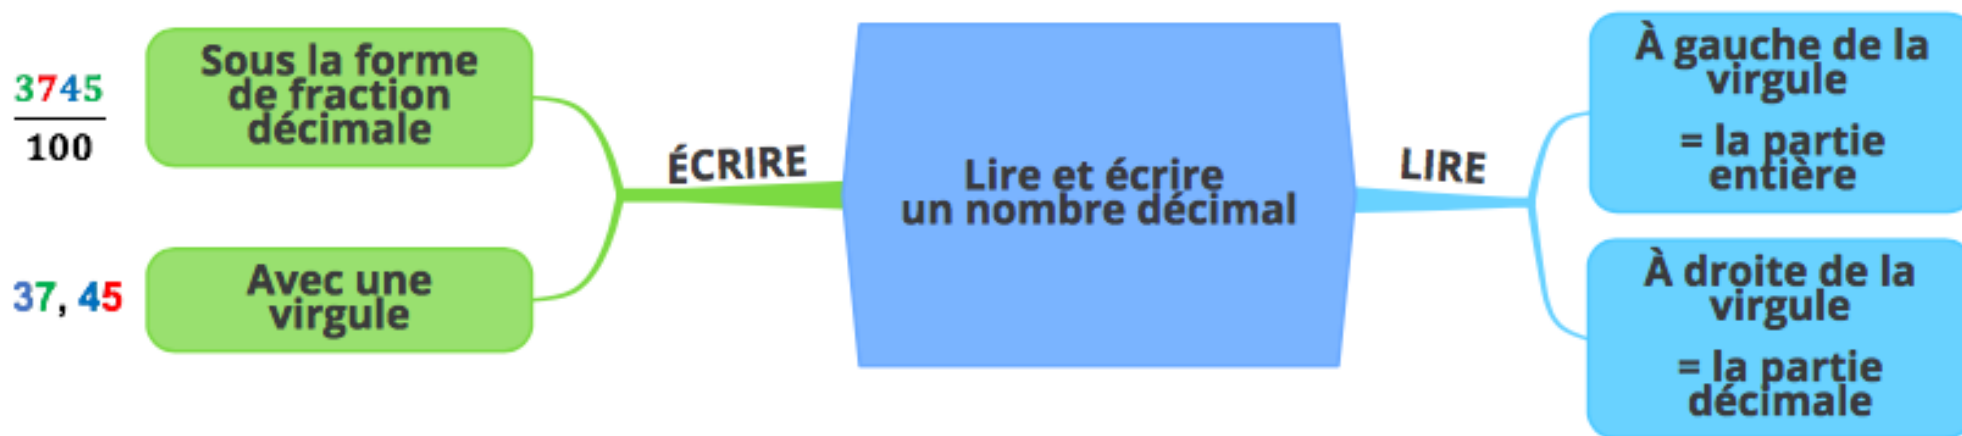 3745
100
Sous la forme
de fraction
décimale
37, 45
Avec une
virgule
ÉCRIRE
Lire et écrire
un nombre décimal
LIRE
À gauche de la
virgule
= la partie
entière
À droite de la
virgule
= la partie
décimale